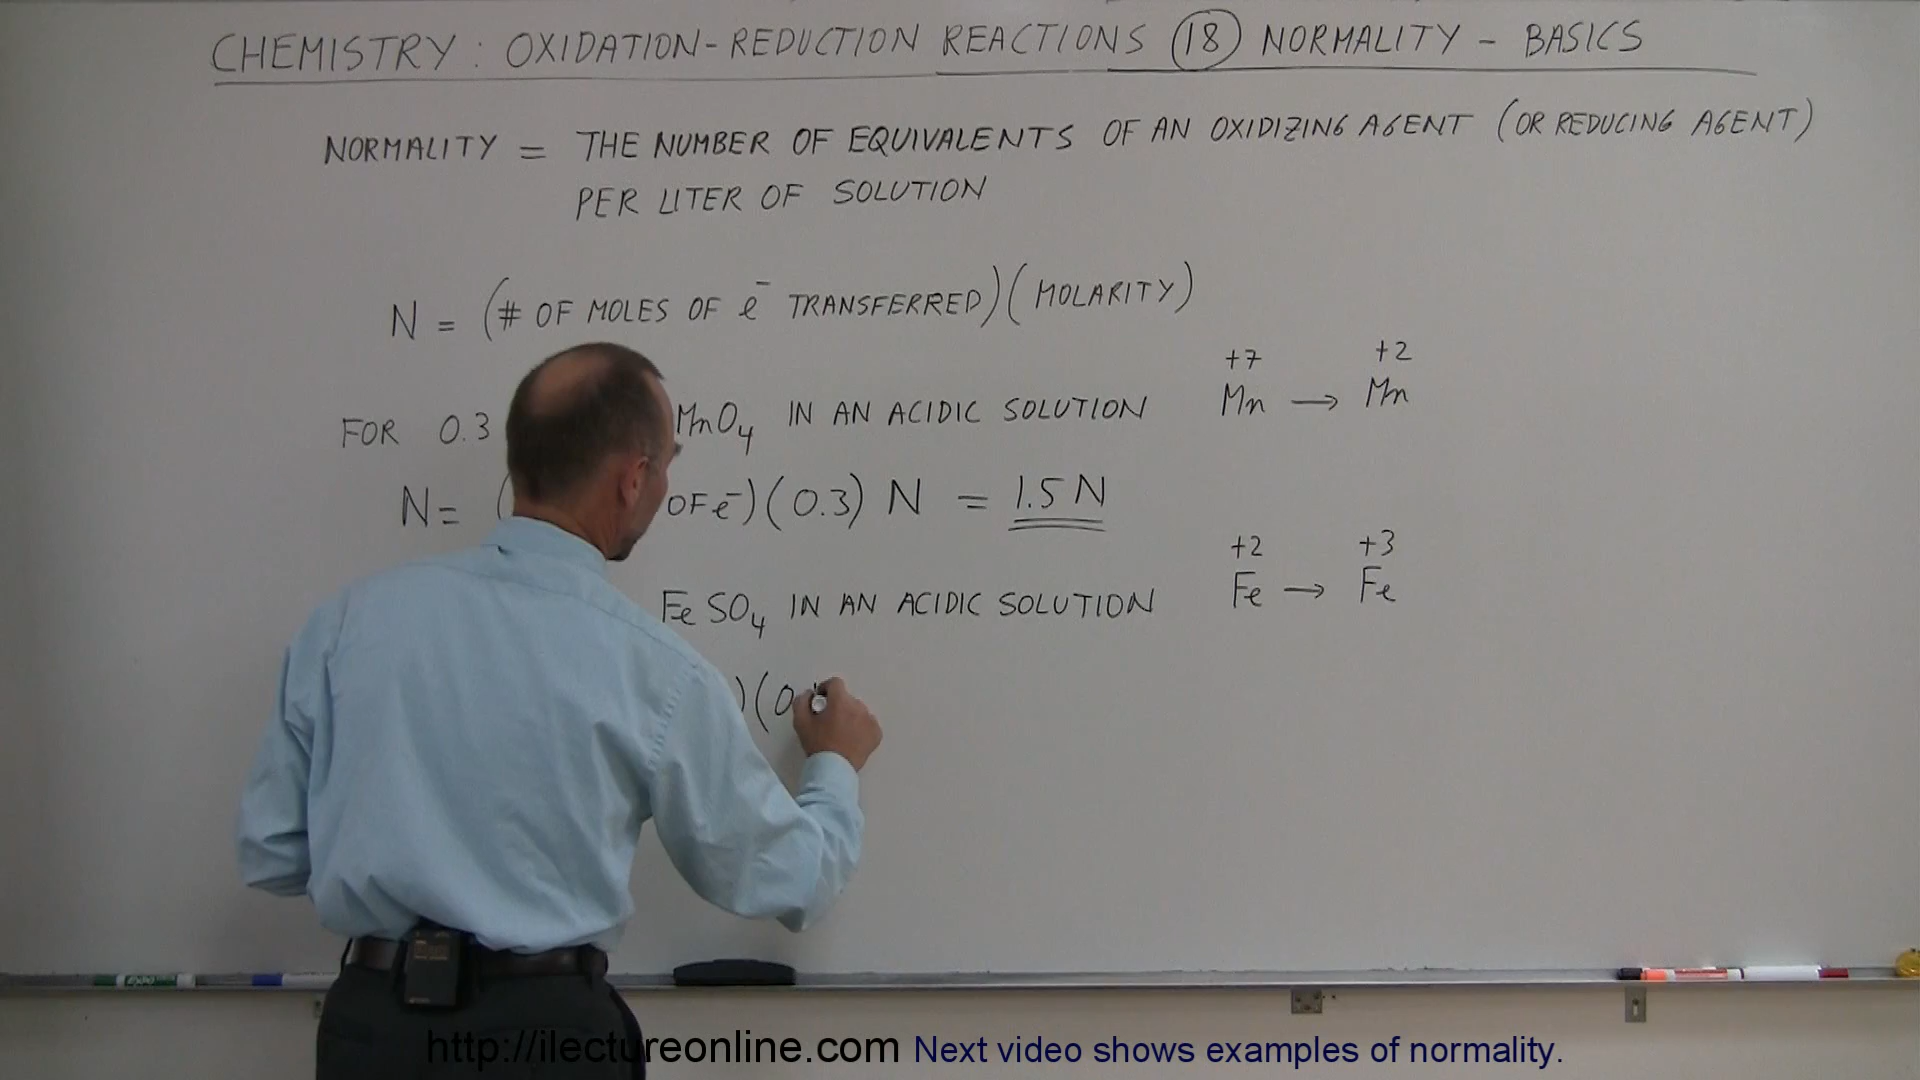 CHEMISTRY: OXIDATION-REDUCTION REACTIONS 18 NORMALITY - BASICS
NORMALITY = THE NUMBER OF EQUIVALENTS OF AN OXIDIZING AGENT (OR REDUCING AGENT)
PER LITER OF SOLUTION
N = (# OF MOLES OF e⁻ TRANSFERRED)(MOLARITY)
+7 +2
FOR 0.3 MnO₄ IN AN ACIDIC SOLUTION Mn → Mn
N = ( OF e⁻)(0.3) N = 1.5 N
+2 +3
FeSO₄ IN AN ACIDIC SOLUTION Fe → Fe
)(0.
http://ilectureonline.com Next video shows examples of normality.